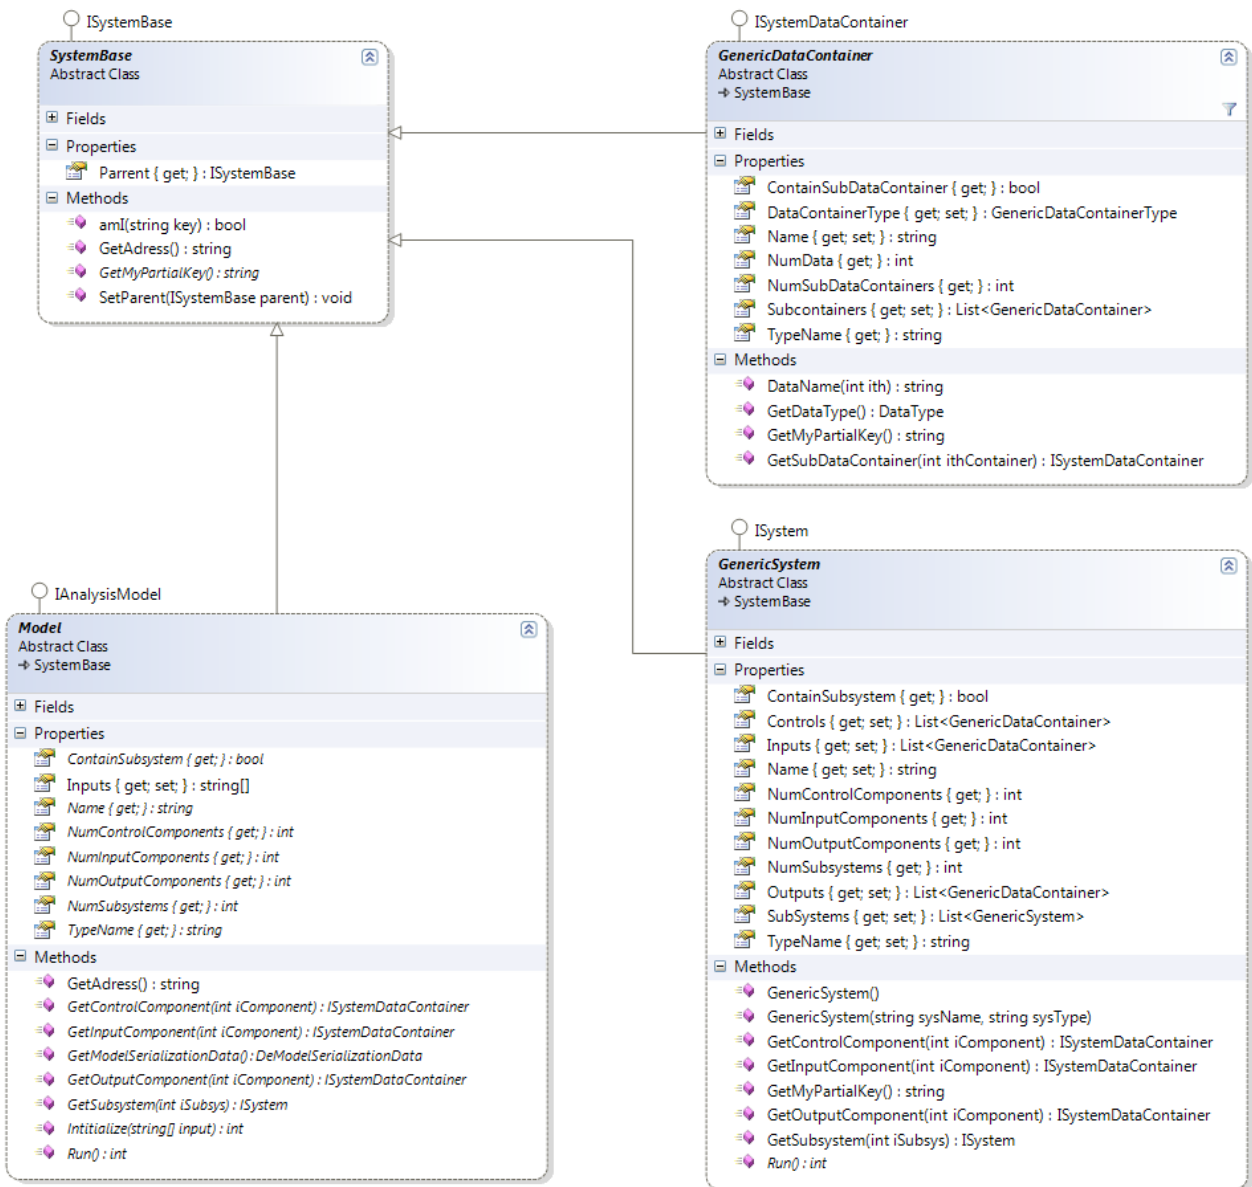 ISystemBase
SystemBase
Abstract Class
Fields
Properties
Parrent { get; } : ISystemBase
Methods
amI(string key) : bool
GetAdress() : string
GetMyPartialKey() : string
SetParent(ISystemBase parent) : void
ISystemDataContainer
GenericDataContainer
Abstract Class
SystemBase
Fields
Properties
ContainSubDataContainer { get; } : bool
DataContainerType { get; set; } : GenericDataContainerType
Name { get; set; } : string
NumData { get; } : int
NumSubDataContainers { get; } : int
Subcontainers { get; set; } : List<GenericDataContainer>
TypeName { get; } : string
Methods
DataName(int ith) : string
GetDataType() : DataType
GetMyPartialKey() : string
GetSubDataContainer(int ithContainer) : ISystemDataContainer
IAnalysisModel
Model
Abstract Class
SystemBase
Fields
Properties
ContainSubsystem { get; } : bool
Inputs { get; set; } : string[]
Name { get; } : string
NumControlComponents { get; } : int
NumInputComponents { get; } : int
NumOutputComponents { get; } : int
NumSubsystems { get; } : int
TypeName { get; } : string
Methods
GetAdress() : string
GetControlComponent(int iComponent) : ISystemDataContainer
GetInputComponent(int iComponent) : ISystemDataContainer
GetModelSerializationData() : DeModelSerializationData
GetOutputComponent(int iComponent) : ISystemDataContainer
GetSubsystem(int iSubsys) : ISystem
Intitialize(string[] input) : int
Run() : int
ISystem
GenericSystem
Abstract Class
SystemBase
Fields
Properties
ContainSubsystem { get; } : bool
Controls { get; set; } : List<GenericDataContainer>
Inputs { get; set; } : List<GenericDataContainer>
Name { get; set; } : string
NumControlComponents { get; } : int
NumInputComponents { get; } : int
NumOutputComponents { get; } : int
NumSubsystems { get; } : int
Outputs { get; set; } : List<GenericDataContainer>
SubSystems { get; set; } : List<GenericSystem>
TypeName { get; set; } : string
Methods
GenericSystem()
GenericSystem(string sysName, string sysType)
GetControlComponent(int iComponent) : ISystemDataContainer
GetInputComponent(int iComponent) : ISystemDataContainer
GetMyPartialKey() : string
GetOutputComponent(int iComponent) : ISystemDataContainer
GetSubsystem(int iSubsys) : ISystem
Run() : int